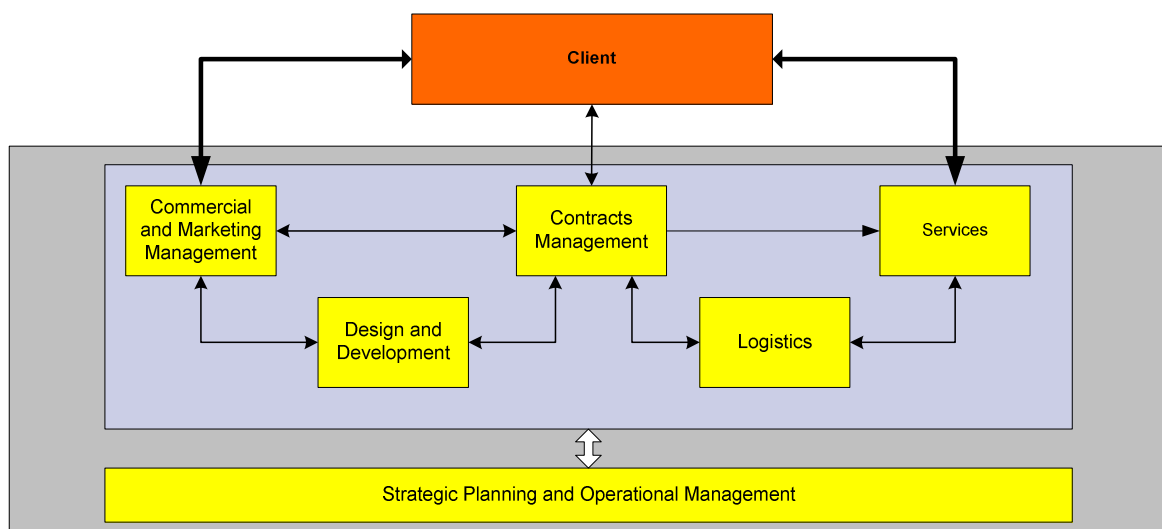 Client
Commercial
and Marketing
Management
Contracts
Management
Services
Design and
Development
Logistics
Strategic Planning and Operational Management